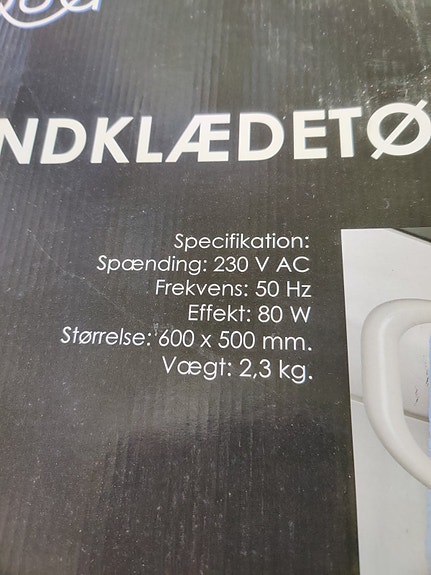 NDKLÆDETØ
Specifikation:
Spænding: 230 V AC
Frekvens: 50 Hz
Effekt: 80 W
Størrelse: 600 x 500 mm.
Vægt: 2,3 kg.